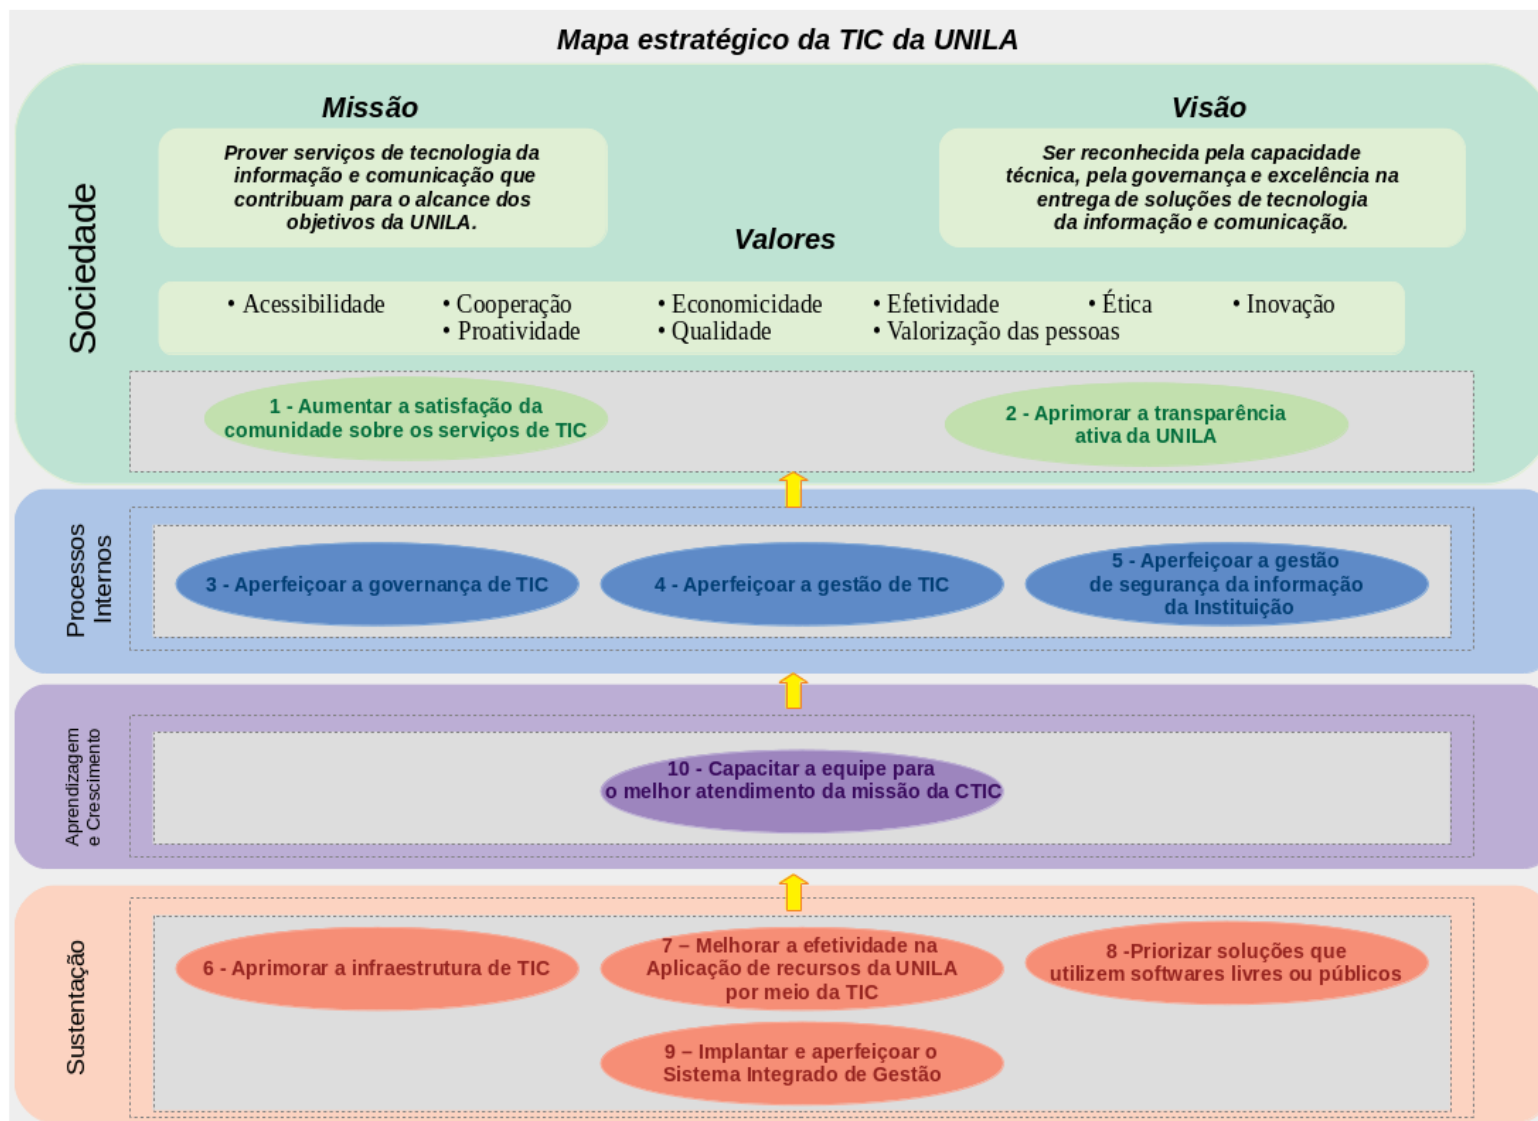 Mapa estratégico da TIC da UNILA
Missão
Visão
Prover serviços de tecnologia da
informação e comunicação que
contribuam para o alcance dos
objetivos da UNILA.
Ser reconhecida pela capacidade
técnica, pela governança e excelência na
entrega de soluções de tecnologia
da informação e comunicação.
Sociedade
Valores
• Acessibilidade • Cooperação • Economicidade • Efetividade • Ética • Inovação
• Proatividade • Qualidade • Valorização das pessoas
1 - Aumentar a satisfação da
comunidade sobre os serviços de TIC
2 - Aprimorar a transparência
ativa da UNILA
Processos
Internos
3 - Aperfeiçoar a governança de TIC
4 - Aperfeiçoar a gestão de TIC
5 - Aperfeiçoar a gestão
de segurança da informação
da Instituição
Aprendizagem
e Crescimento
10 - Capacitar a equipe para
o melhor atendimento da missão da CTIC
Sustentação
6 - Aprimorar a infraestrutura de TIC
7 – Melhorar a efetividade na
Aplicação de recursos da UNILA
por meio da TIC
8 -Priorizar soluções que
utilizem softwares livres ou públicos
9 – Implantar e aperfeiçoar o
Sistema Integrado de Gestão